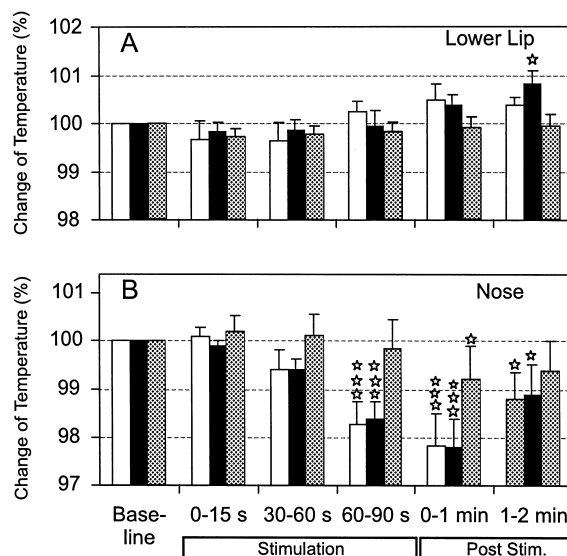 102
A
Lower Lip
101
100
99
98
Change of Temperature (%)
101
B
Nose
100
99
98
97
Change of Temperature (%)
Base-
line
0-15 s
30-60 s
60-90 s
0-1 min
1-2 min
Stimulation
Post Stim.